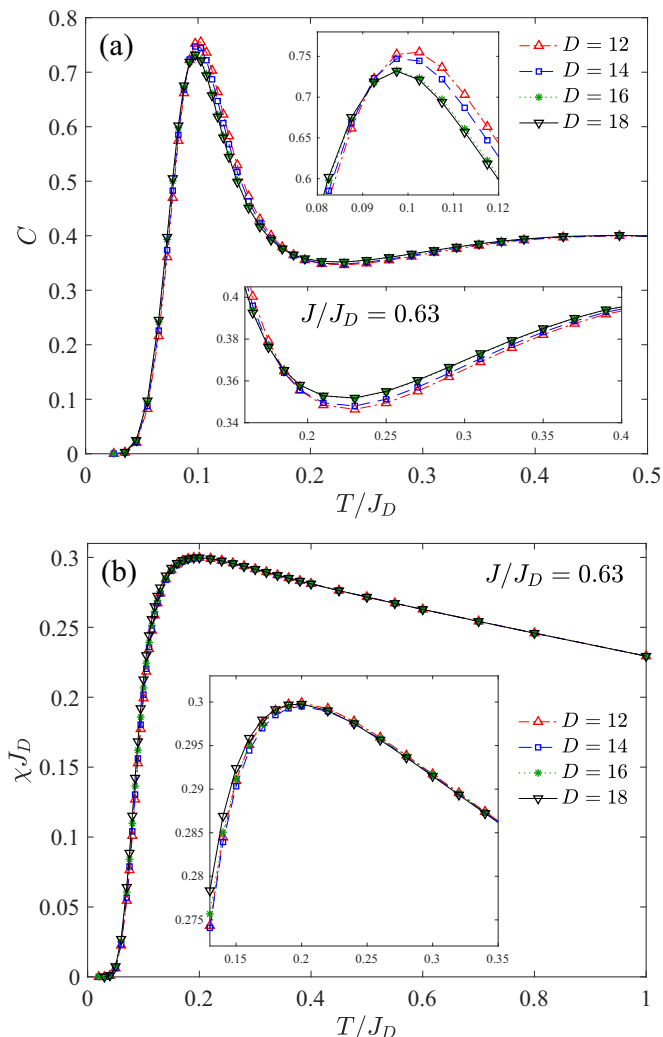 (a)
C
0.8
0.7
0.6
0.5
0.4
0.3
0.2
0.1
0
0 0.1 0.2 0.3 0.4 0.5
T/J_D
0.75
0.7
0.65
0.6
0.08 0.09 0.1 0.11 0.12
D = 12
D = 14
D = 16
D = 18
J/J_D = 0.63
0.4
0.38
0.36
0.34
0.2 0.25 0.3 0.35 0.4
(b)
J/J_D = 0.63
χJ_D
0.3
0.25
0.2
0.15
0.1
0.05
0
0 0.2 0.4 0.6 0.8 1
T/J_D
0.3
0.295
0.29
0.285
0.28
0.275
0.15 0.2 0.25 0.3 0.35
D = 12
D = 14
D = 16
D = 18